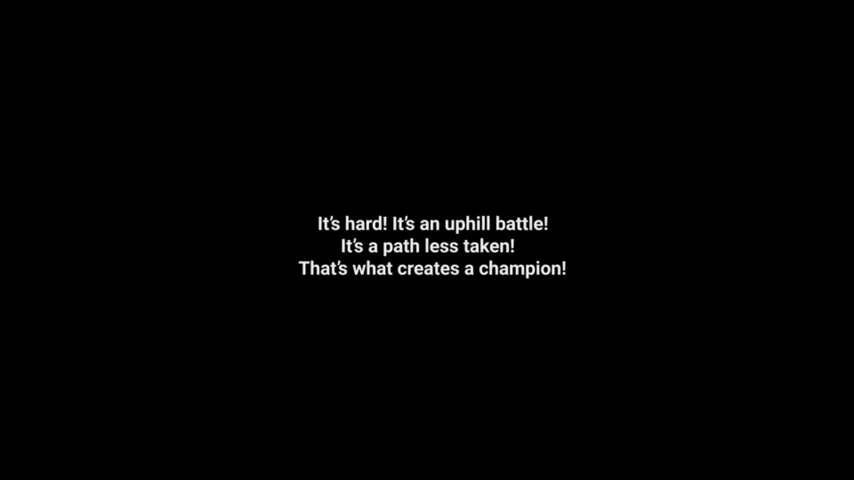 It's hard! It's an uphill battle!
It's a path less taken!
That's what creates a champion!